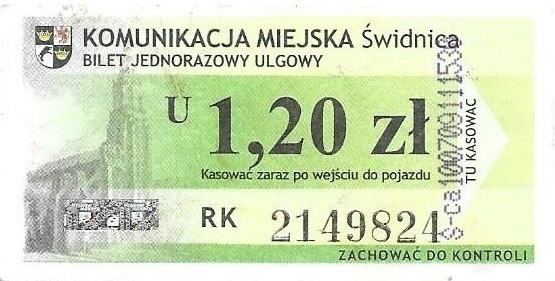 KOMUNIKACJA MIEJSKA Świdnica
BILET JEDNORAZOWY ULGOWY
U 1,20 zł
Kasować zaraz po wejściu do pojazdu
RK 2149824
ZACHOWAĆ DO KONTROLI
TU KASOWAĆ